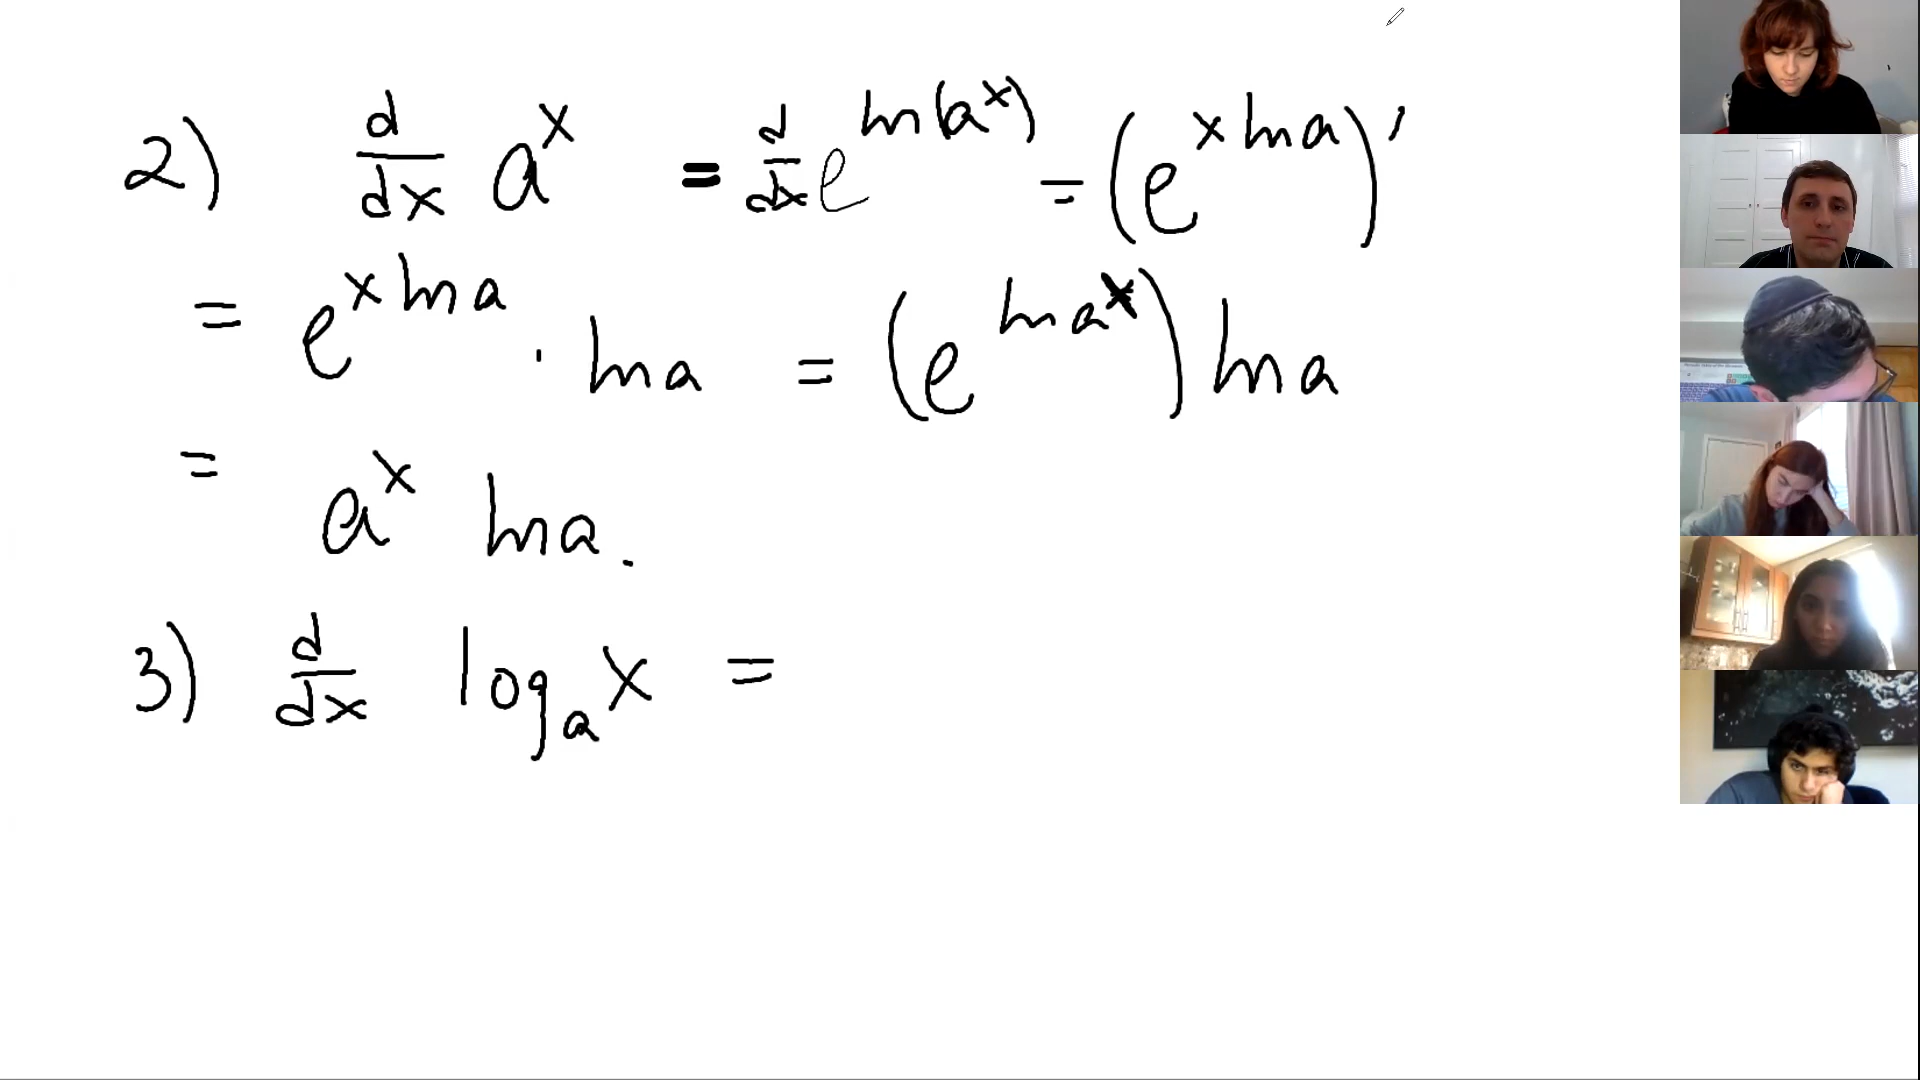 2) d/dx a^x = d/dx e^ln(a^x) = (e^x ln a)'
= e^x ln a · ln a = (e^ln a^x) ln a
= a^x ln a.
3) d/dx log_a x =